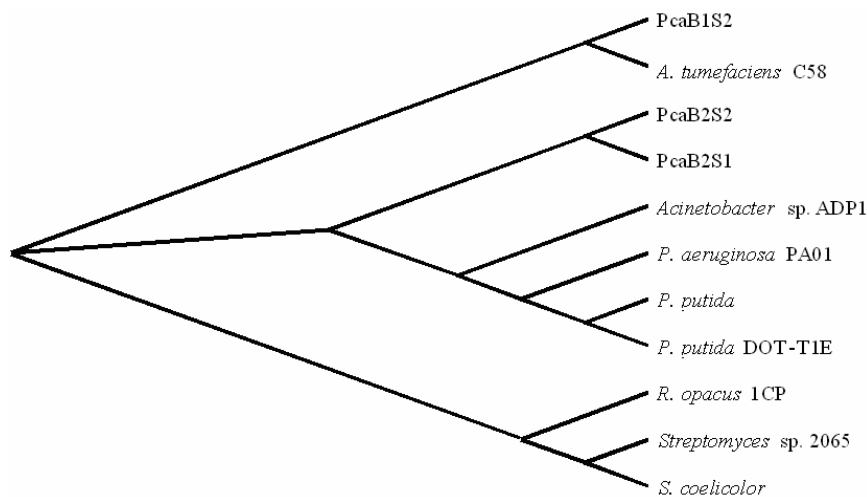 PcaB1S2
A. tumefaciens C58
PcaB2S2
PcaB2S1
Acinetobacter sp. ADP1
P. aeruginosa PA01
P. putida
P. putida DOT-T1E
R. opacus 1CP
Streptomyces sp. 2065
S. coelicolor